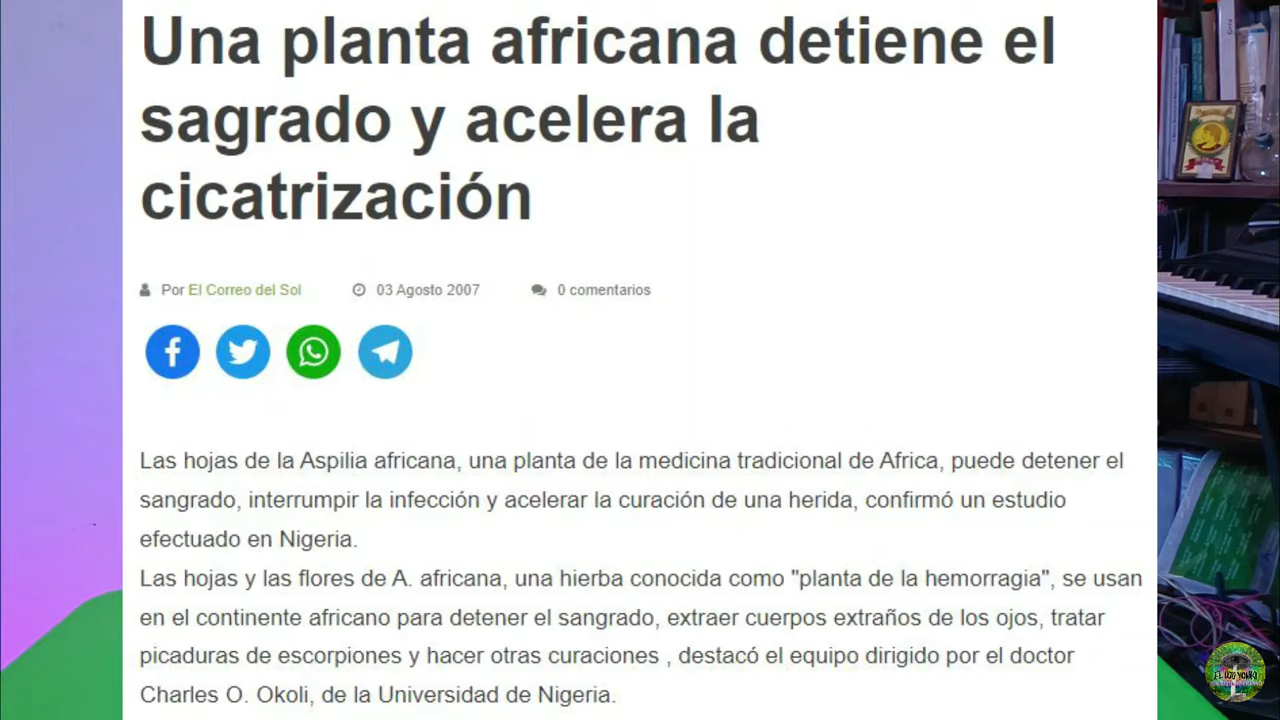 Una planta africana detiene el
sagrado y acelera la
cicatrización
Por El Correo del Sol 03 Agosto 2007 0 comentarios
Las hojas de la Aspilia africana, una planta de la medicina tradicional de Africa, puede detener el
sangrado, interrumpir la infección y acelerar la curación de una herida, confirmó un estudio
efectuado en Nigeria.
Las hojas y las flores de A. africana, una hierba conocida como "planta de la hemorragia", se usan
en el continente africano para detener el sangrado, extraer cuerpos extraños de los ojos, tratar
picaduras de escorpiones y hacer otras curaciones , destacó el equipo dirigido por el doctor
Charles O. Okoli, de la Universidad de Nigeria.